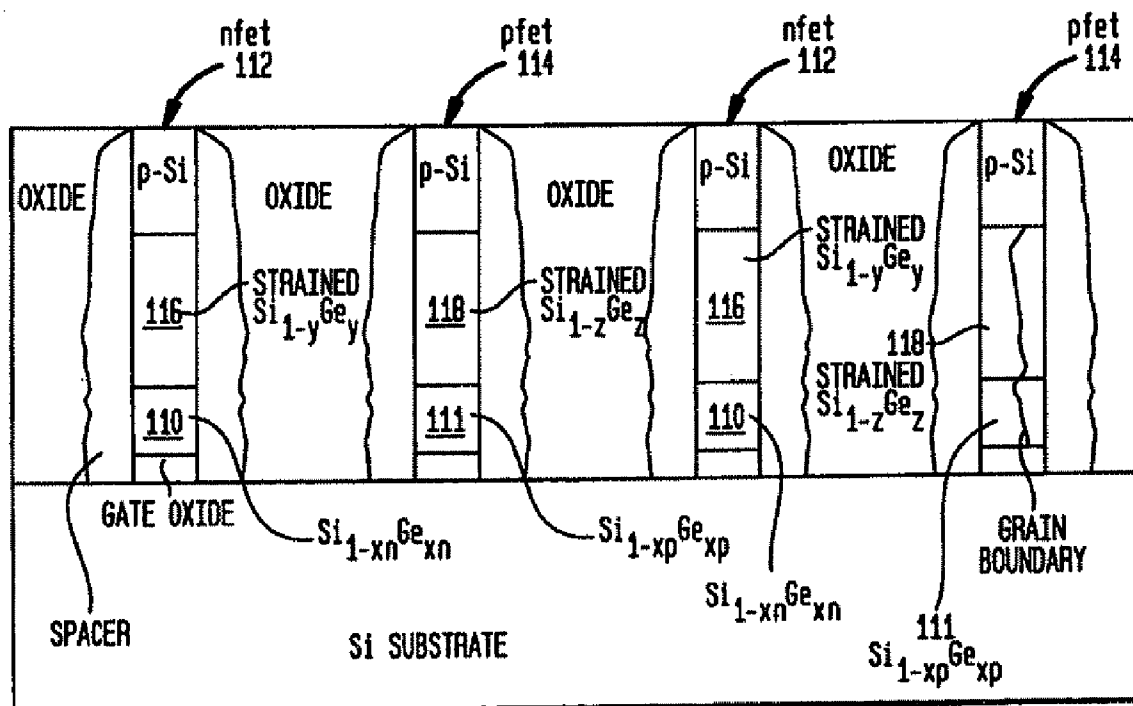 nfet
112
pfet
114
nfet
112
pfet
114
p-Si
p-Si
p-Si
p-Si
OXIDE
OXIDE
OXIDE
OXIDE
STRAINED
Si1-yGey
116
STRAINED
Si1-yGey
118
STRAINED
Si1-zGez
116
118
STRAINED
Si1-zGez
110
111
110
GATE OXIDE
Si1-xnGexn
Si1-xpGexp
Si1-xnGexn
GRAIN
BOUNDARY
111
Si1-xpGexp
SPACER
Si SUBSTRATE